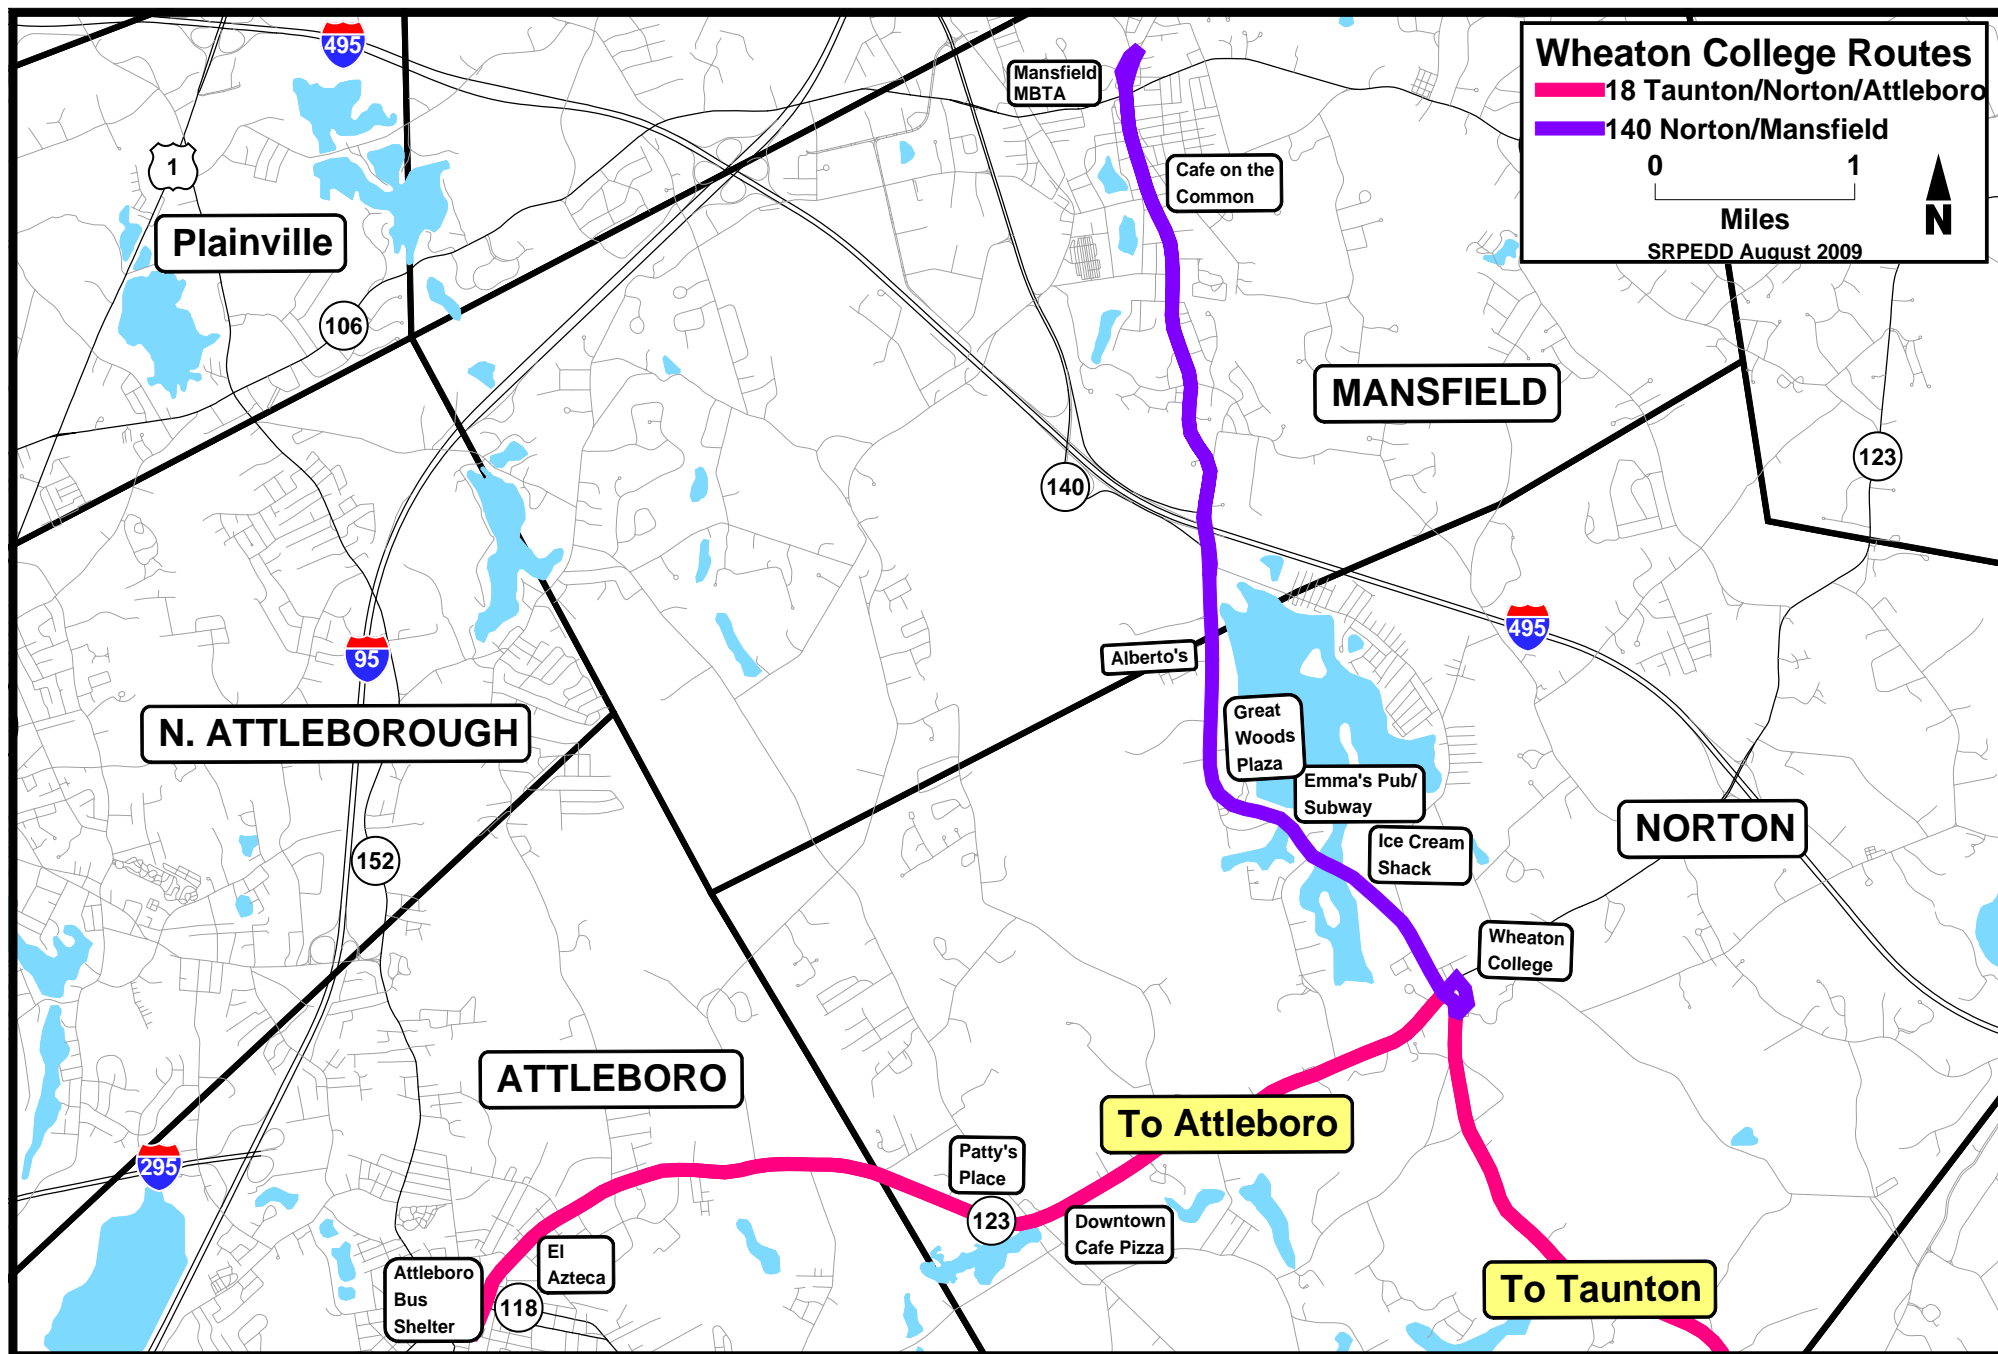 495
Mansfield
MBTA
Wheaton College Routes
18 Taunton/Norton/Attleboro
140 Norton/Mansfield
0 1
Miles
N
SRPEDD August 2009
1
Cafe on the
Common
Plainville
106
MANSFIELD
123
140
495
95
Alberto's
N. ATTLEBOROUGH
Great
Woods
Plaza
Emma's Pub/
Subway
NORTON
Ice Cream
Shack
152
Wheaton
College
ATTLEBORO
To Attleboro
295
Patty's
Place
123
Downtown
Cafe Pizza
El
Azteca
Attleboro
Bus
Shelter
118
To Taunton